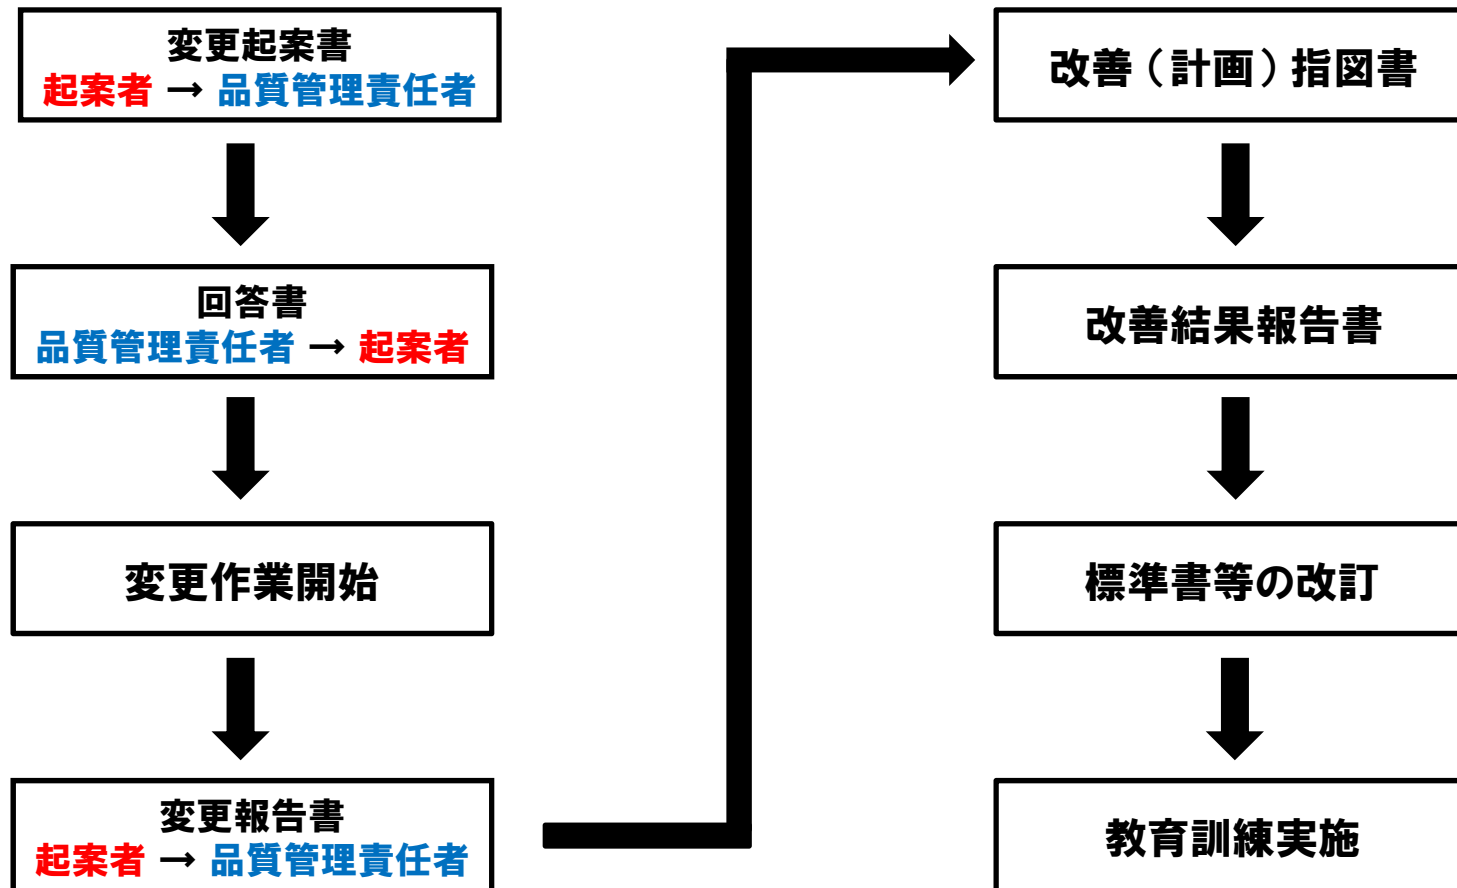 変更起案書
起案者 → 品質管理責任者
回答書
品質管理責任者 → 起案者
変更作業開始
変更報告書
起案者 → 品質管理責任者
改善（計画）指図書
改善結果報告書
標準書等の改訂
教育訓練実施